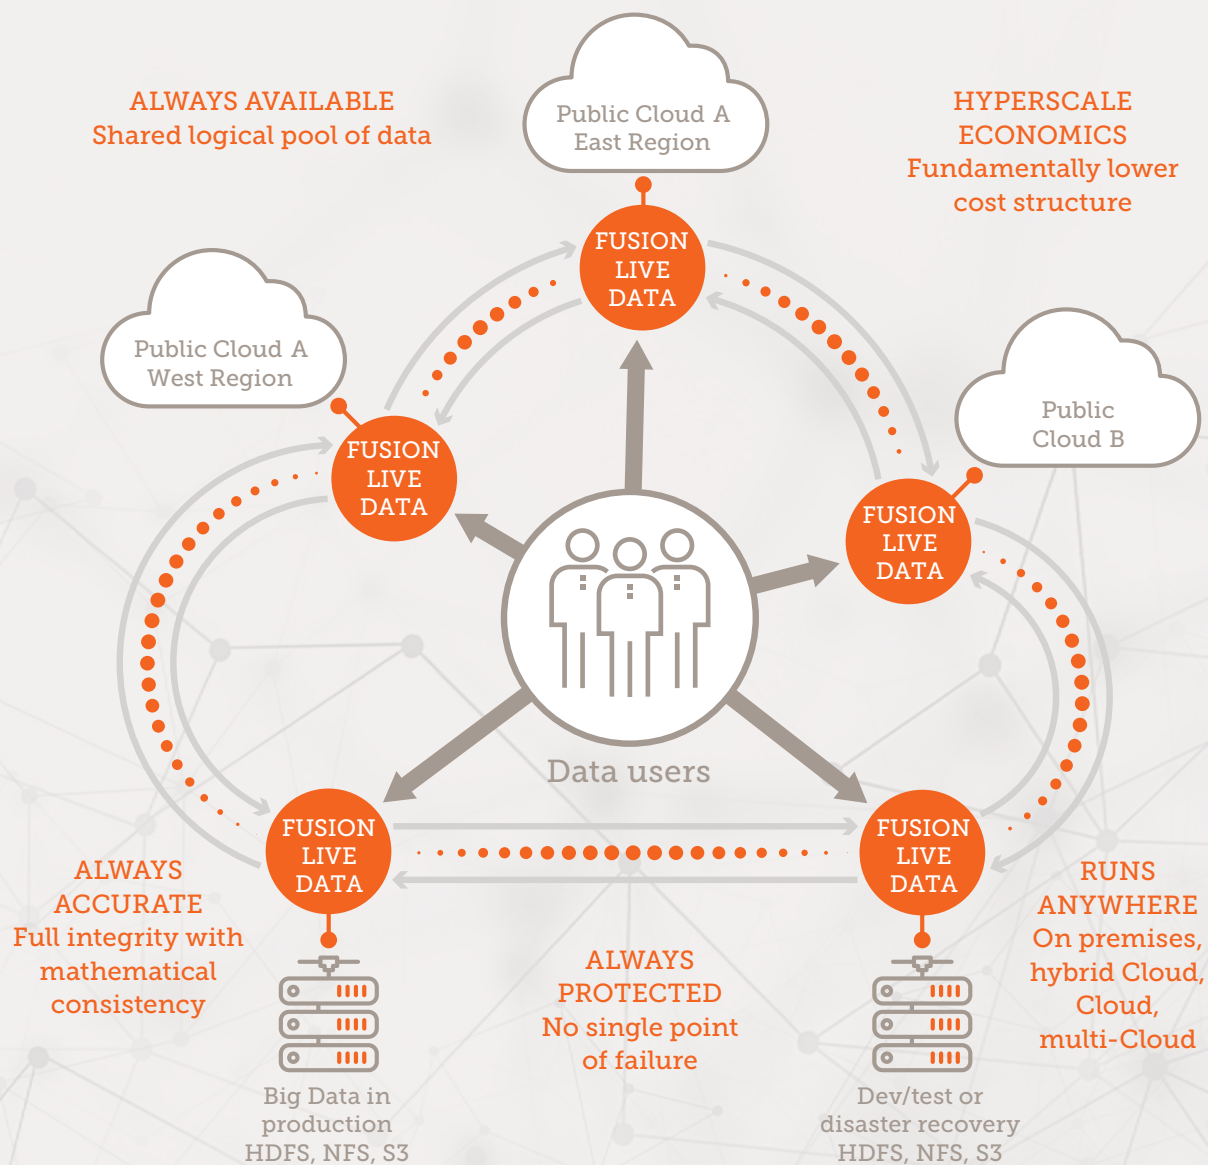 ALWAYS AVAILABLE
Shared logical pool of data
Public Cloud A
East Region
HYPERSCALE
ECONOMICS
Fundamentally lower
cost structure
FUSION
LIVE
DATA
Public Cloud A
West Region
FUSION
LIVE
DATA
Public
Cloud B
FUSION
LIVE
DATA
Data users
FUSION
LIVE
DATA
FUSION
LIVE
DATA
ALWAYS
ACCURATE
Full integrity with
mathematical
consistency
ALWAYS
PROTECTED
No single point
of failure
RUNS
ANYWHERE
On premises,
hybrid Cloud,
Cloud,
multi-Cloud
Big Data in
production
HDFS, NFS, S3
Dev/test or
disaster recovery
HDFS, NFS, S3